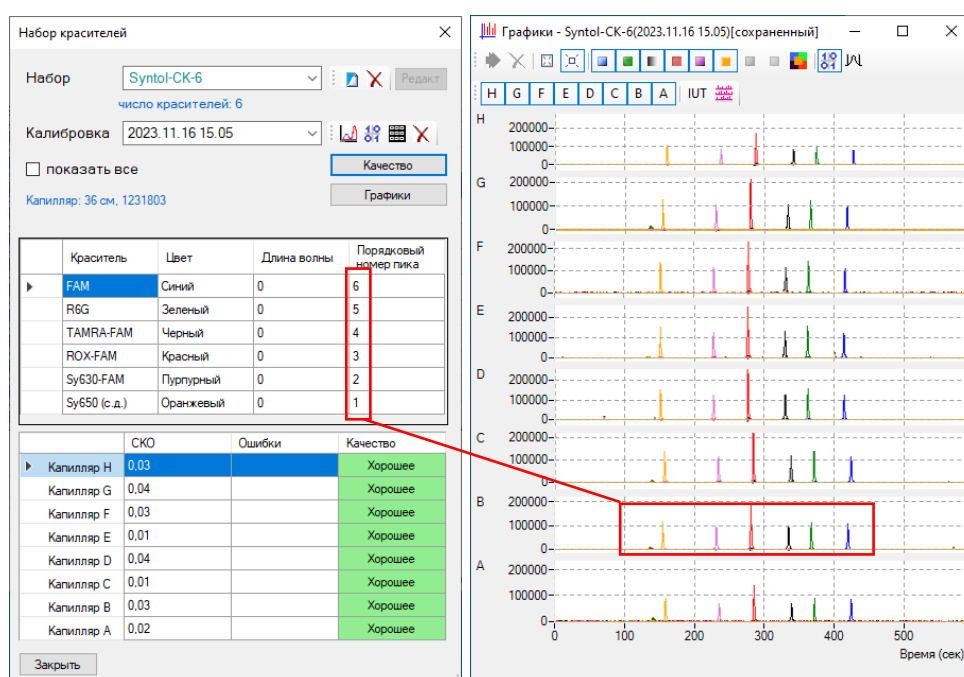 Набор красителей
Набор Syntol-CK-6 Редакт
число красителей: 6
Калибровка 2023.11.16 15.05
показать все Качество
Капилляр: 36 см, 1231803 Графики
Краситель Цвет Длина волны Порядковый номер пика
FAM Синий 0 6
R6G Зеленый 0 5
TAMRA-FAM Черный 0 4
ROX-FAM Красный 0 3
Sy630-FAM Пурпурный 0 2
Sy650 (с.д.) Оранжевый 0 1
СКО Ошибки Качество
Капилляр H 0,03 Хорошее
Капилляр G 0,04 Хорошее
Капилляр F 0,03 Хорошее
Капилляр E 0,01 Хорошее
Капилляр D 0,04 Хорошее
Капилляр C 0,01 Хорошее
Капилляр B 0,03 Хорошее
Капилляр A 0,02 Хорошее
Закрыть
Графики - Syntol-CK-6(2023.11.16 15.05)[сохраненный]
H G F E D C B A IUT
H 200000
100000
0
G 200000
100000
0
F 200000
100000
0
E 200000
100000
0
D 200000
100000
0
C 200000
100000
0
B 200000
100000
0
A 200000
100000
0
0 100 200 300 400 500
Время (сек)